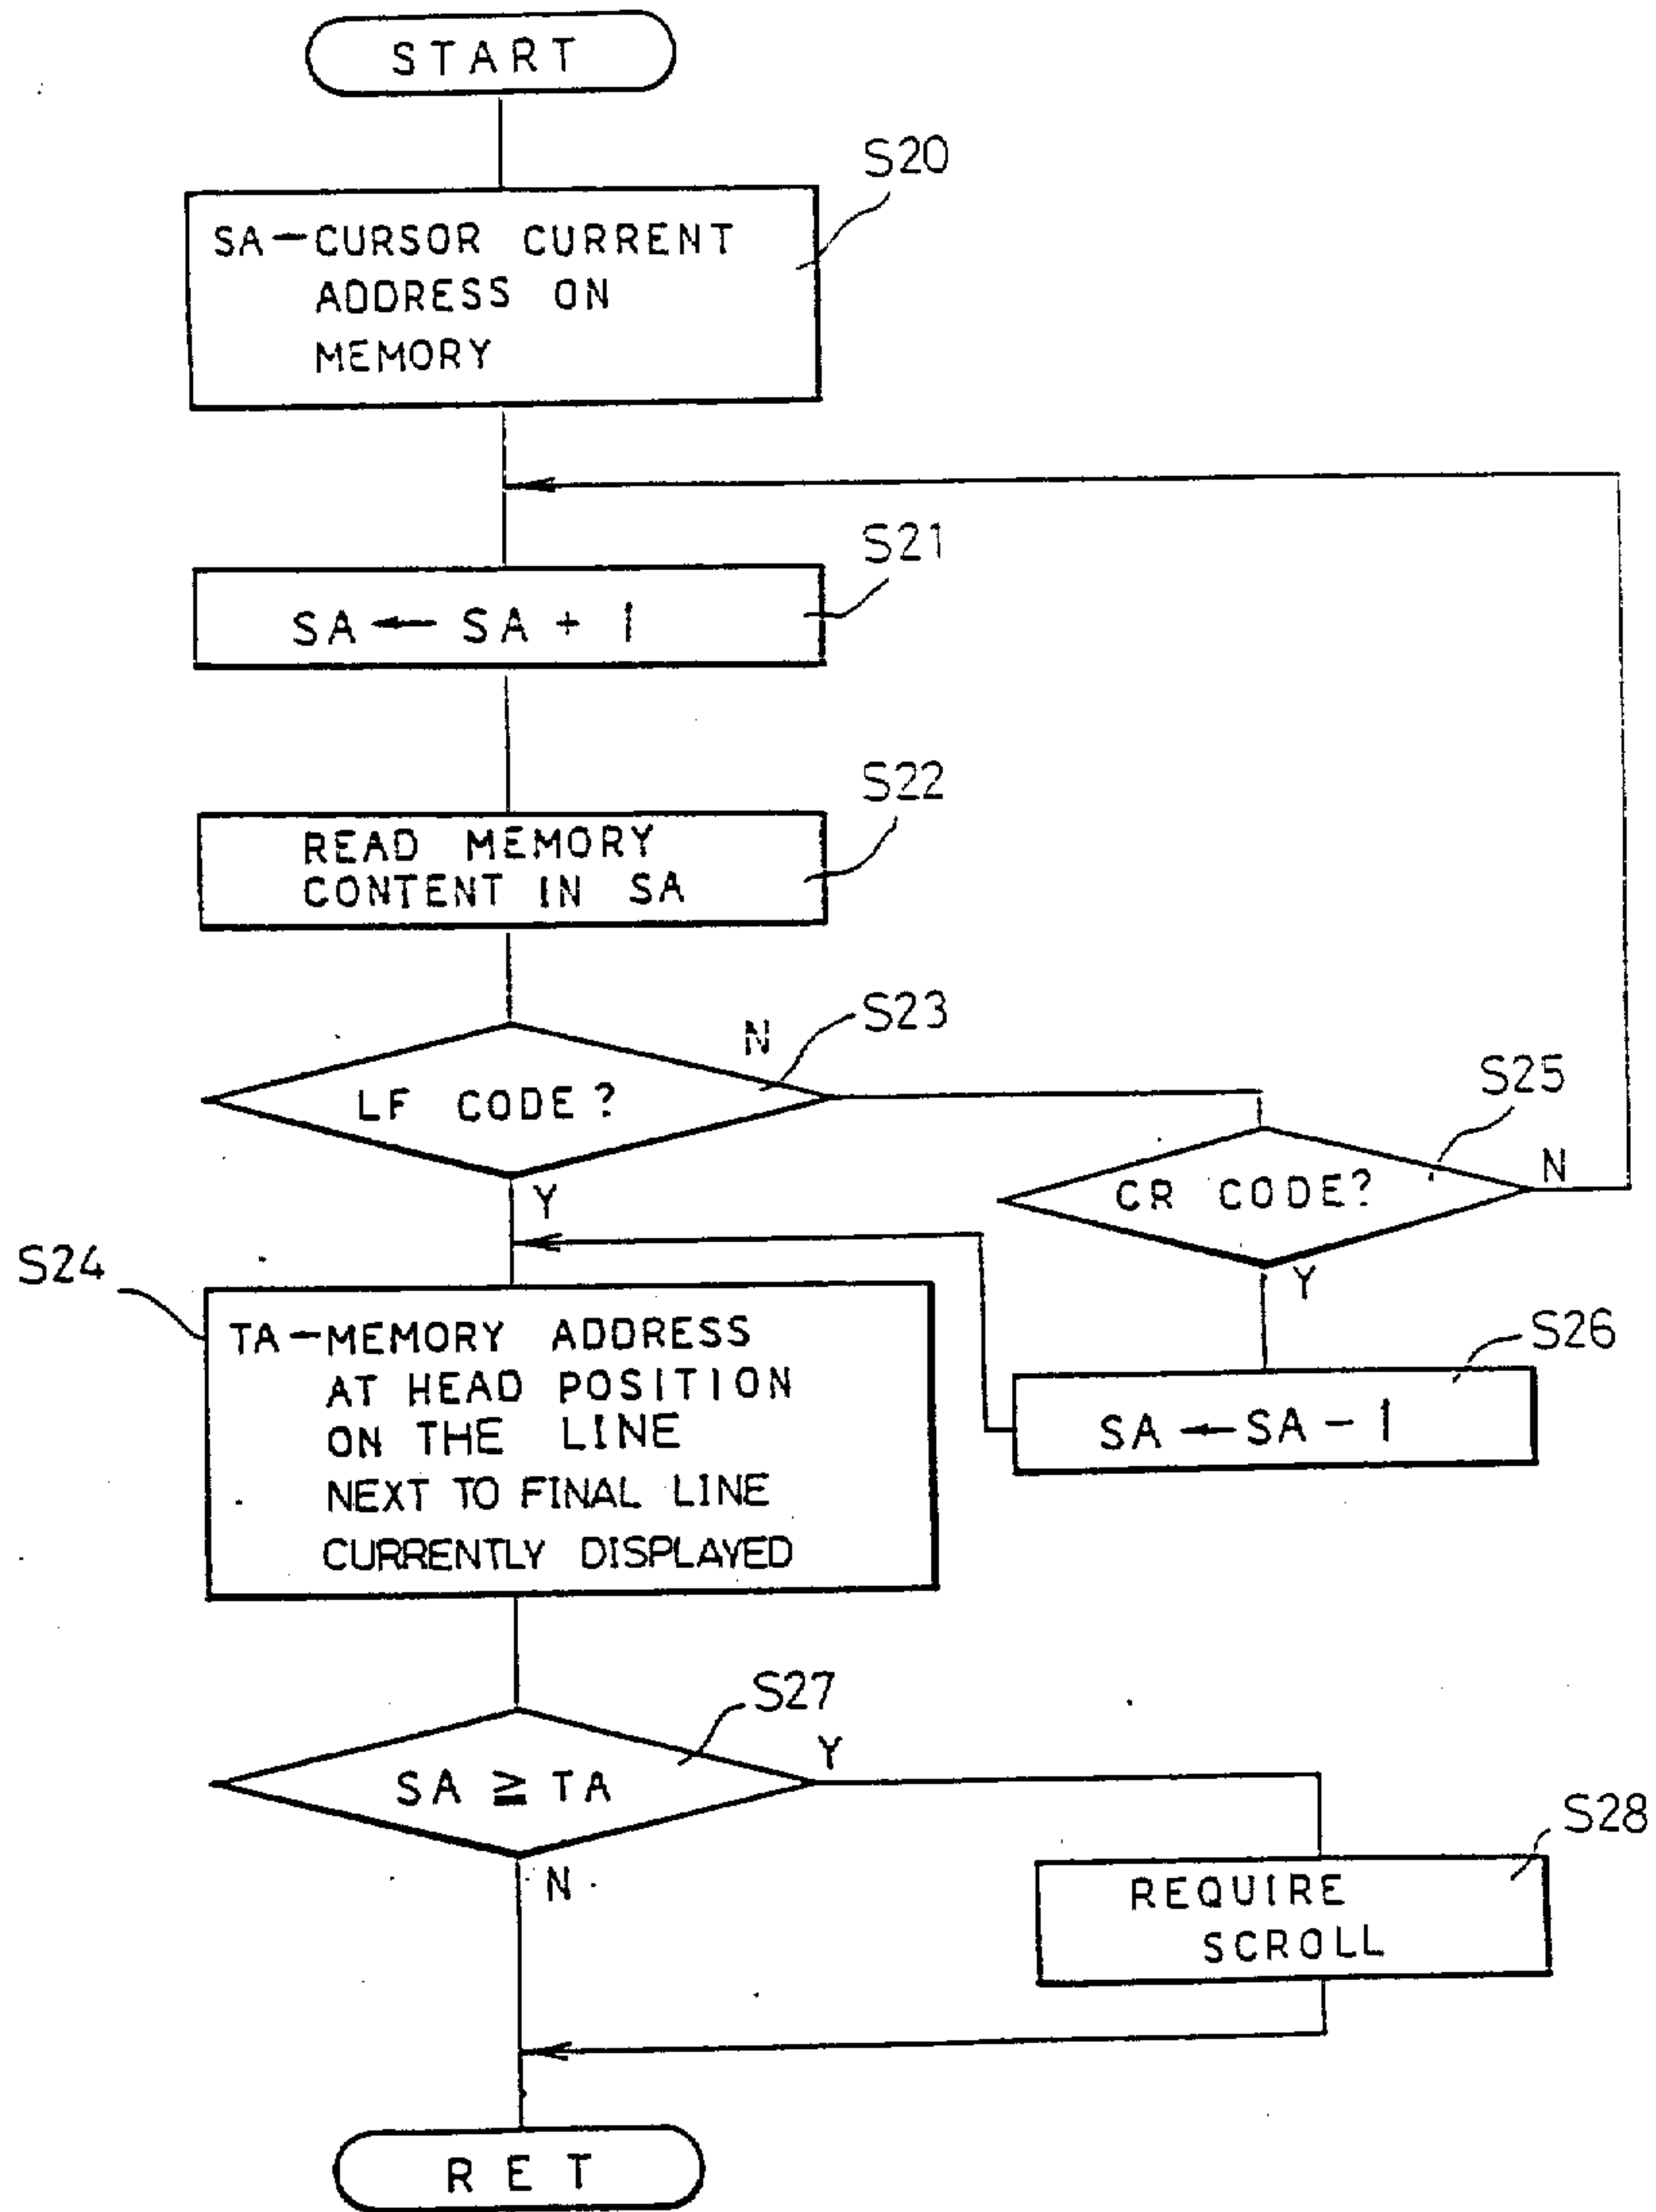 START
S20
SA—CURSOR CURRENT
ADDRESS ON
MEMORY
S21
SA ← SA + 1
S22
READ MEMORY
CONTENT IN SA
S23
N
LF CODE?
Y
S25
CR CODE?
N
Y
S24
TA—MEMORY ADDRESS
AT HEAD POSITION
ON THE LINE
NEXT TO FINAL LINE
CURRENTLY DISPLAYED
S26
SA ← SA - 1
S27
SA ≧ TA
Y
N
S28
REQUIRE
SCROLL
RET